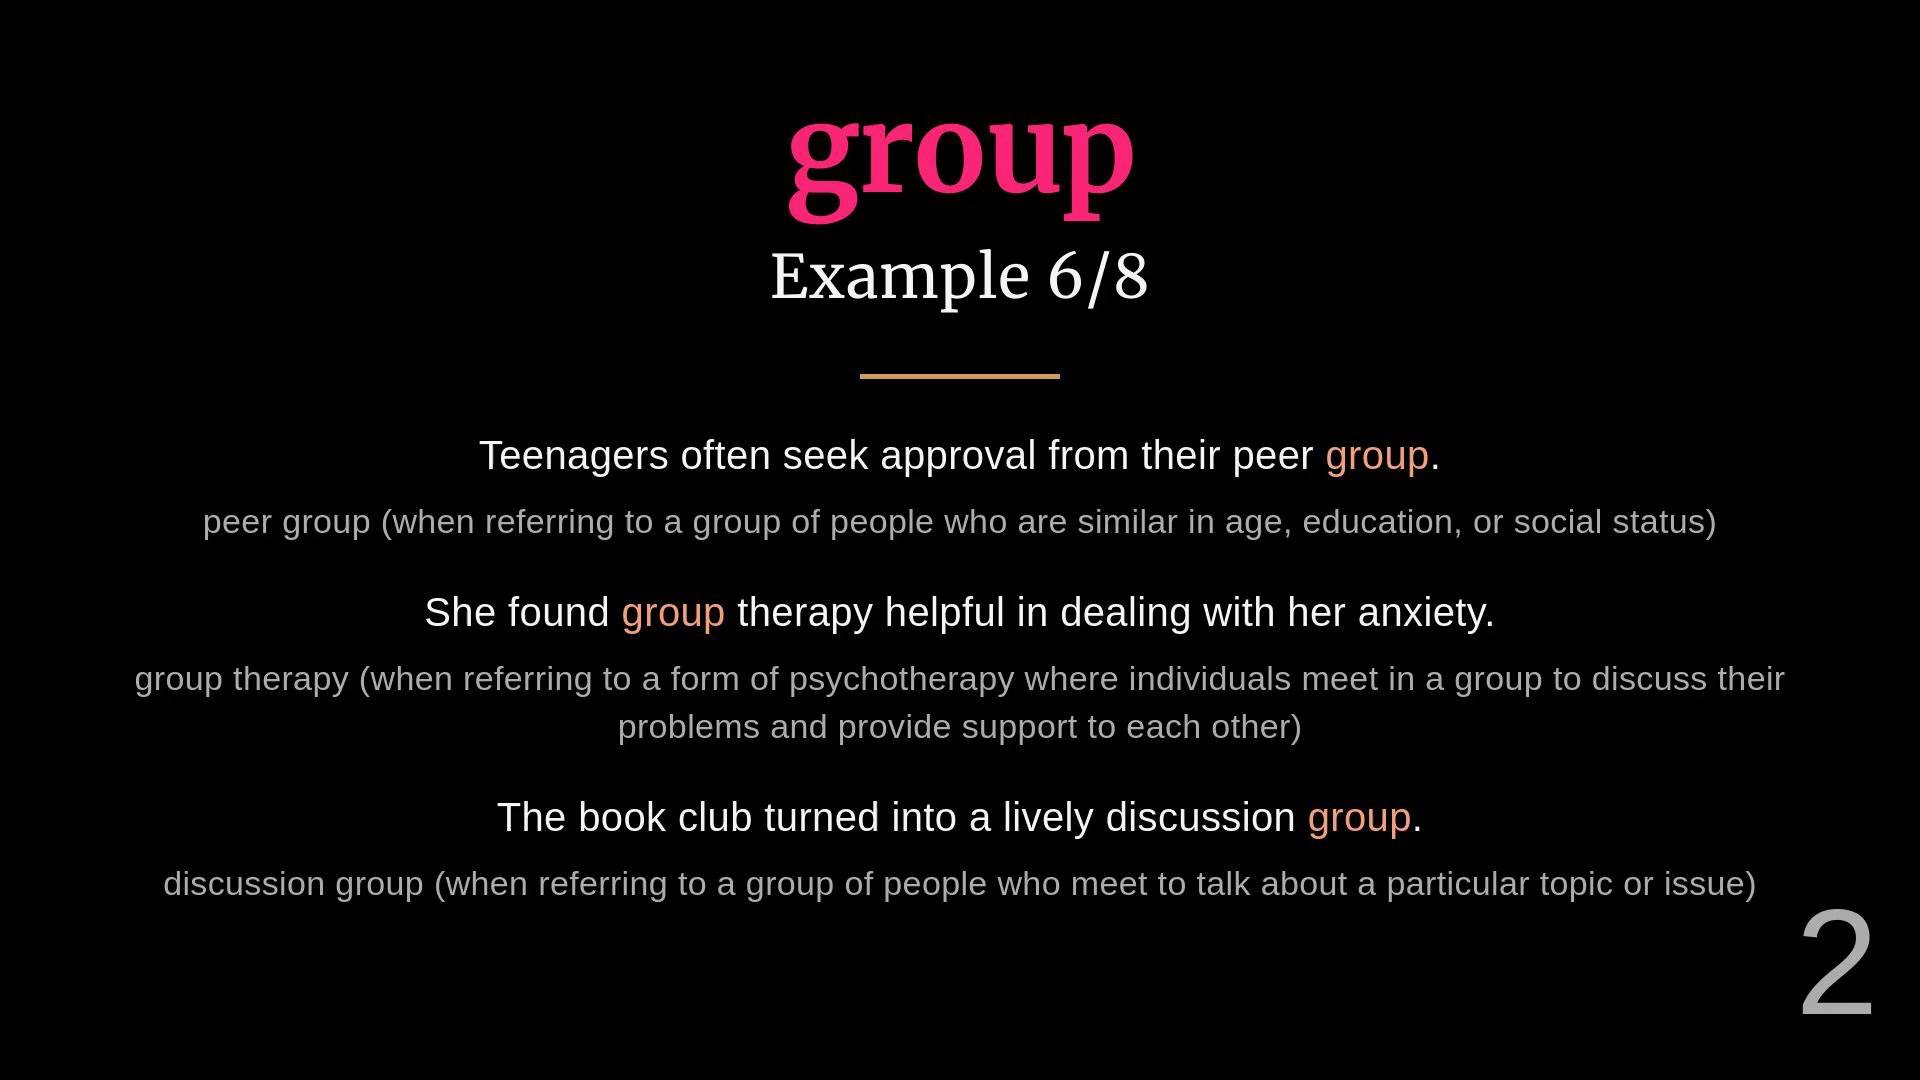 group
Example 6/8
Teenagers often seek approval from their peer group.
peer group (when referring to a group of people who are similar in age, education, or social status)
She found group therapy helpful in dealing with her anxiety.
group therapy (when referring to a form of psychotherapy where individuals meet in a group to discuss their
problems and provide support to each other)
The book club turned into a lively discussion group.
discussion group (when referring to a group of people who meet to talk about a particular topic or issue)
2